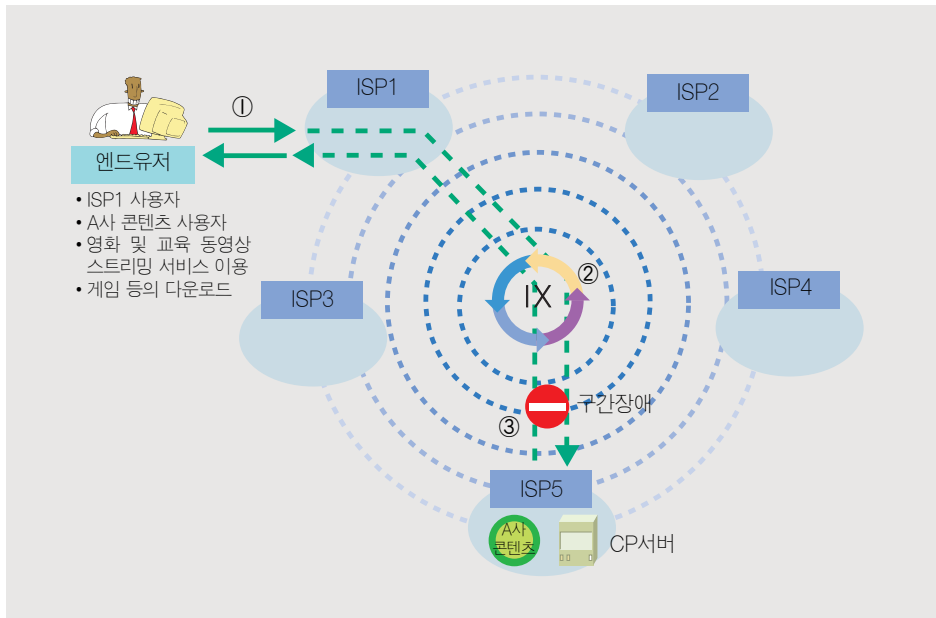 ISP1
ISP2
①
엔드유저
• ISP1 사용자
• A사 콘텐츠 사용자
• 영화 및 교육 동영상
스트리밍 서비스 이용
• 게임 등의 다운로드
②
IX
ISP3
ISP4
구간장애
③
ISP5
A사
콘텐츠
CP서버